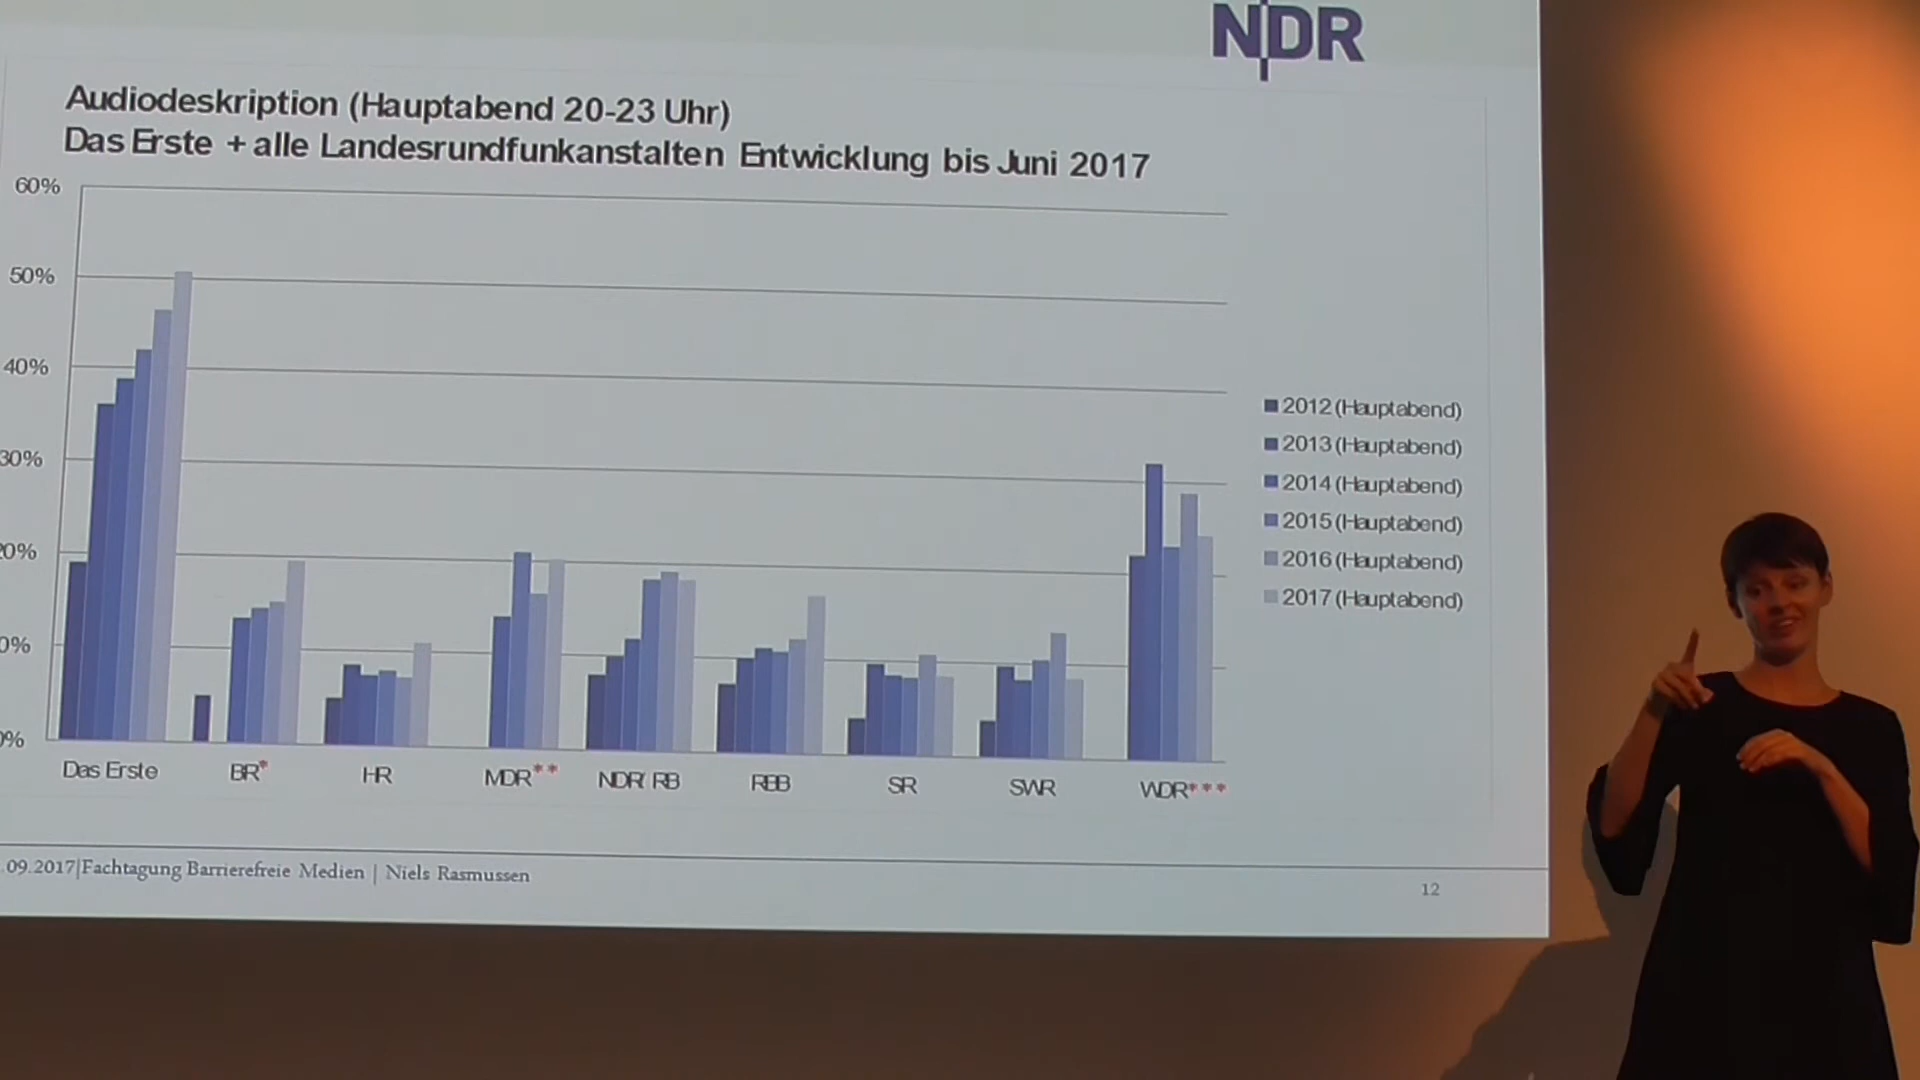 NDR
Audiodeskription (Hauptabend 20-23 Uhr)
Das Erste + alle Landesrundfunkanstalten Entwicklung bis Juni 2017
60%
50%
40%
30%
0%
0%
0%
2012 (Hauptabend)
2013 (Hauptabend)
2014 (Hauptabend)
2015 (Hauptabend)
2016 (Hauptabend)
2017 (Hauptabend)
Das Erste BR* HR MDR** NDR/ RB RBB SR SWR WDR***
.09.2017|Fachtagung Barrierefreie Medien | Niels Rasmussen
12